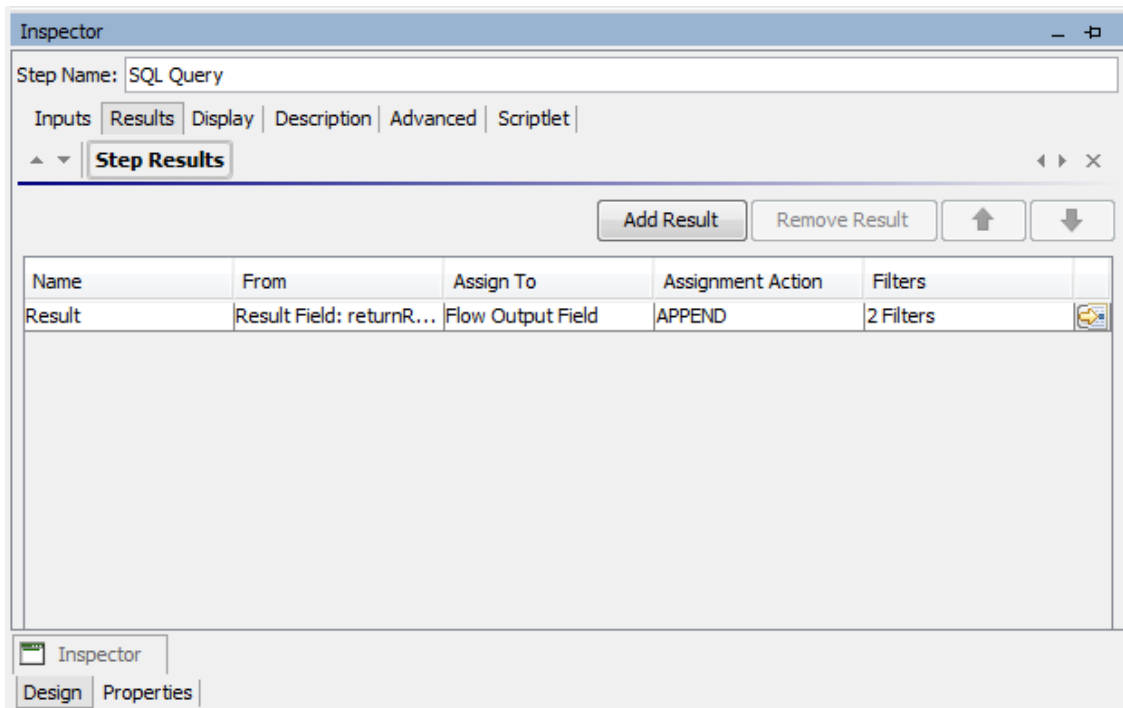 Inspector
Step Name: SQL Query
Inputs Results Display Description Advanced Scriptlet
Step Results
Add Result Remove Result
Name From Assign To Assignment Action Filters
Result Result Field: returnR... Flow Output Field APPEND 2 Filters
Inspector
Design Properties